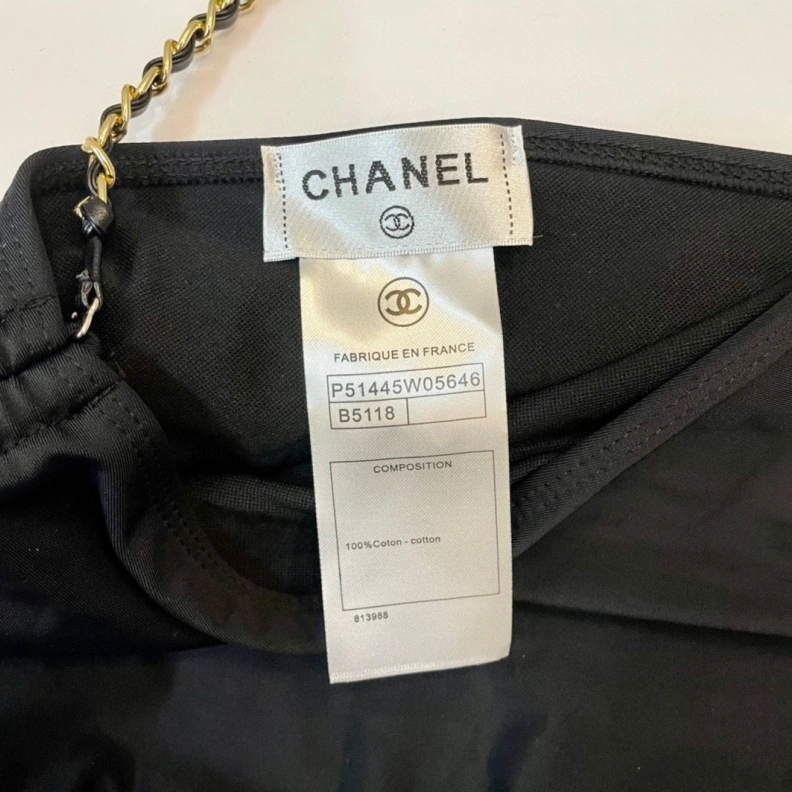 CHANEL
FABRIQUE EN FRANCE
P51445W05646
B5118
COMPOSITION
100%Coton - cotton
813988